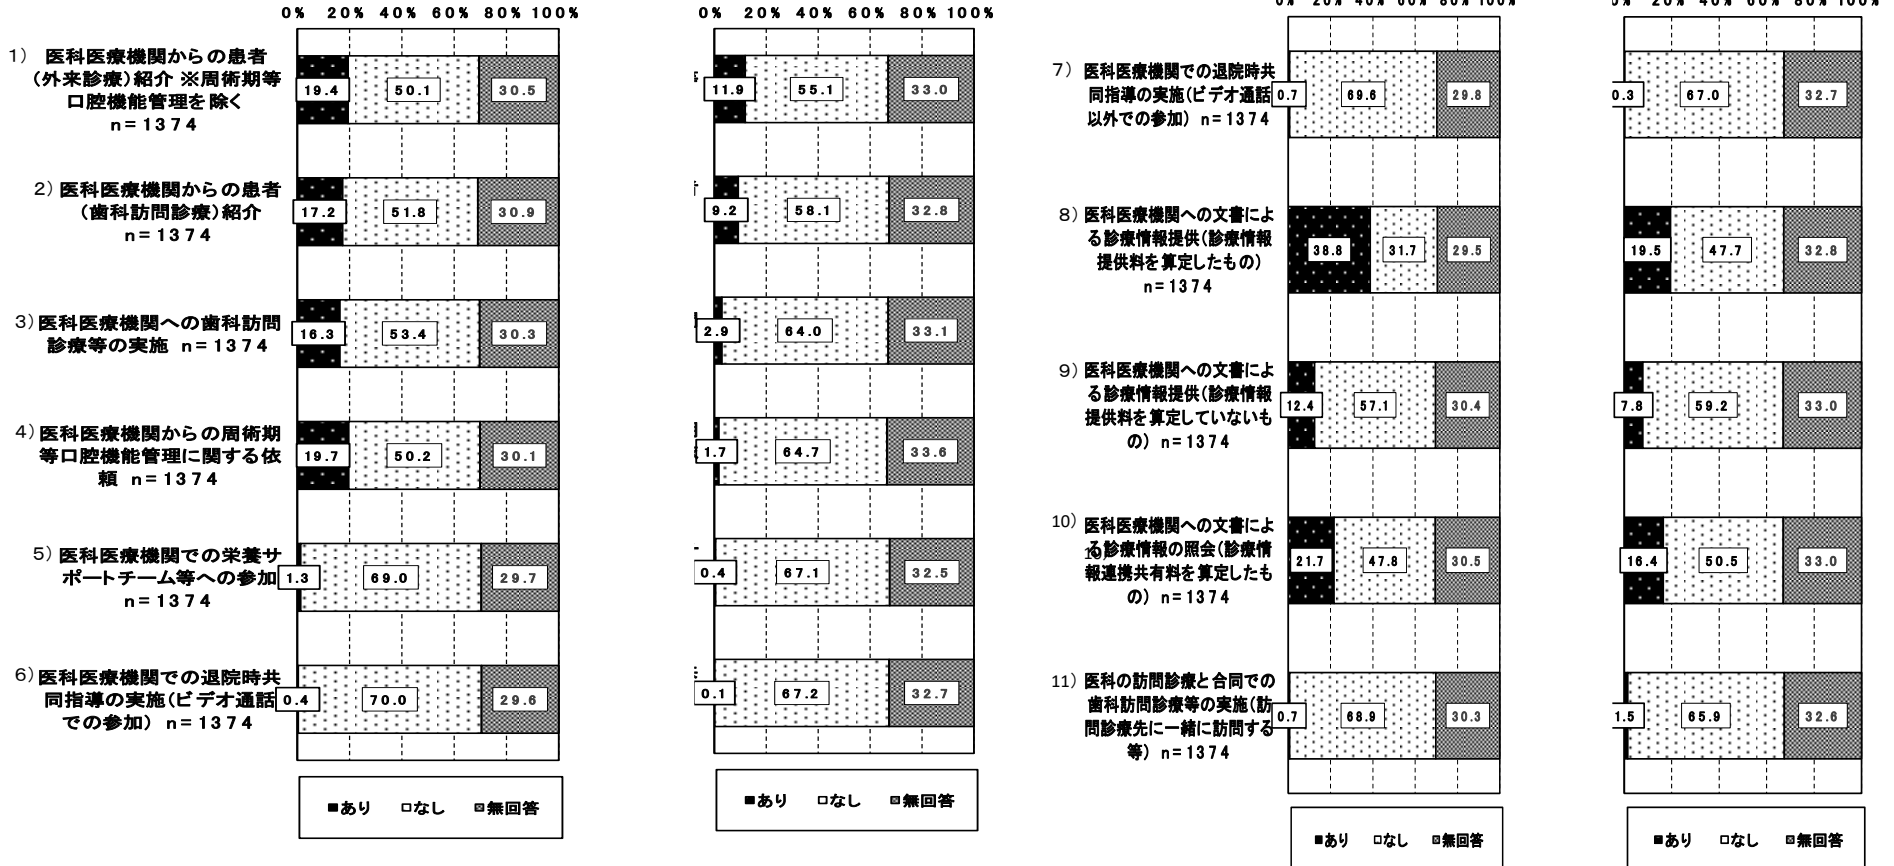 0% 20% 40% 60% 80% 100%
1) 医科医療機関からの患者
（外来診療）紹介 ※周術期等
口腔機能管理を除く
n=1374
19.4 50.1 30.5
2) 医科医療機関からの患者
（歯科訪問診療）紹介
n=1374
17.2 51.8 30.9
3) 医科医療機関への歯科訪問
診療等の実施 n=1374
16.3 53.4 30.3
4) 医科医療機関からの周術期
等口腔機能管理に関する依
頼 n=1374
19.7 50.2 30.1
5) 医科医療機関での栄養サ
ポートチーム等への参加
n=1374
1.3 69.0 29.7
6) 医科医療機関での退院時共
同指導の実施（ビデオ通話
での参加） n=1374
0.4 70.0 29.6
■あり □なし ▩無回答
0% 20% 40% 60% 80% 100%
11.9 55.1 33.0
9.2 58.1 32.8
2.9 64.0 33.1
1.7 64.7 33.6
0.4 67.1 32.5
0.1 67.2 32.7
■あり □なし ▩無回答
0% 20% 40% 60% 80% 100%
7) 医科医療機関での退院時共
同指導の実施（ビデオ通話
以外での参加） n=1374
0.7 69.6 29.8
8) 医科医療機関への文書によ
る診療情報提供（診療情報
提供料を算定したもの）
n=1374
38.8 31.7 29.5
9) 医科医療機関への文書によ
る診療情報提供（診療情報
提供料を算定していないも
の） n=1374
12.4 57.1 30.4
10) 医科医療機関への文書によ
る診療情報の照会（診療情
報連携共有料を算定したも
の） n=1374
21.7 47.8 30.5
11) 医科の訪問診療と合同での
歯科訪問診療等の実施（訪
問診療先に一緒に訪問する
等） n=1374
0.7 68.9 30.3
■あり □なし ▩無回答
0% 20% 40% 60% 80% 100%
0.3 67.0 32.7
19.5 47.7 32.8
7.8 59.2 33.0
16.4 50.5 33.0
1.5 65.9 32.6
■あり □なし ▩無回答